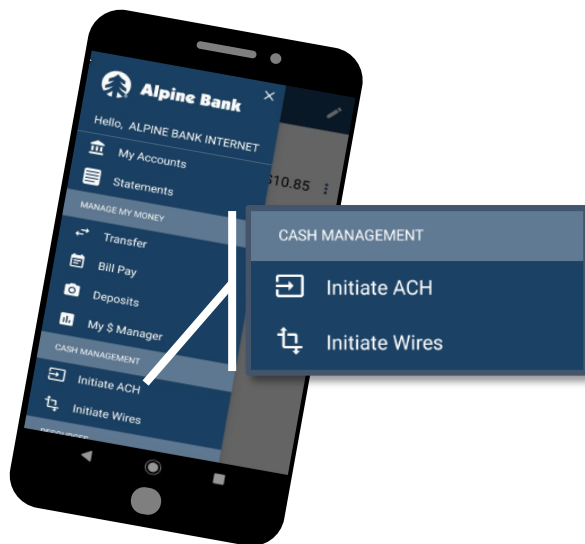 Alpine Bank
×
Hello, ALPINE BANK INTERNET
My Accounts
Statements
$10.85
MANAGE MY MONEY
Transfer
Bill Pay
Deposits
My $ Manager
CASH MANAGEMENT
Initiate ACH
Initiate Wires
RESOURCES
CASH MANAGEMENT
Initiate ACH
Initiate Wires